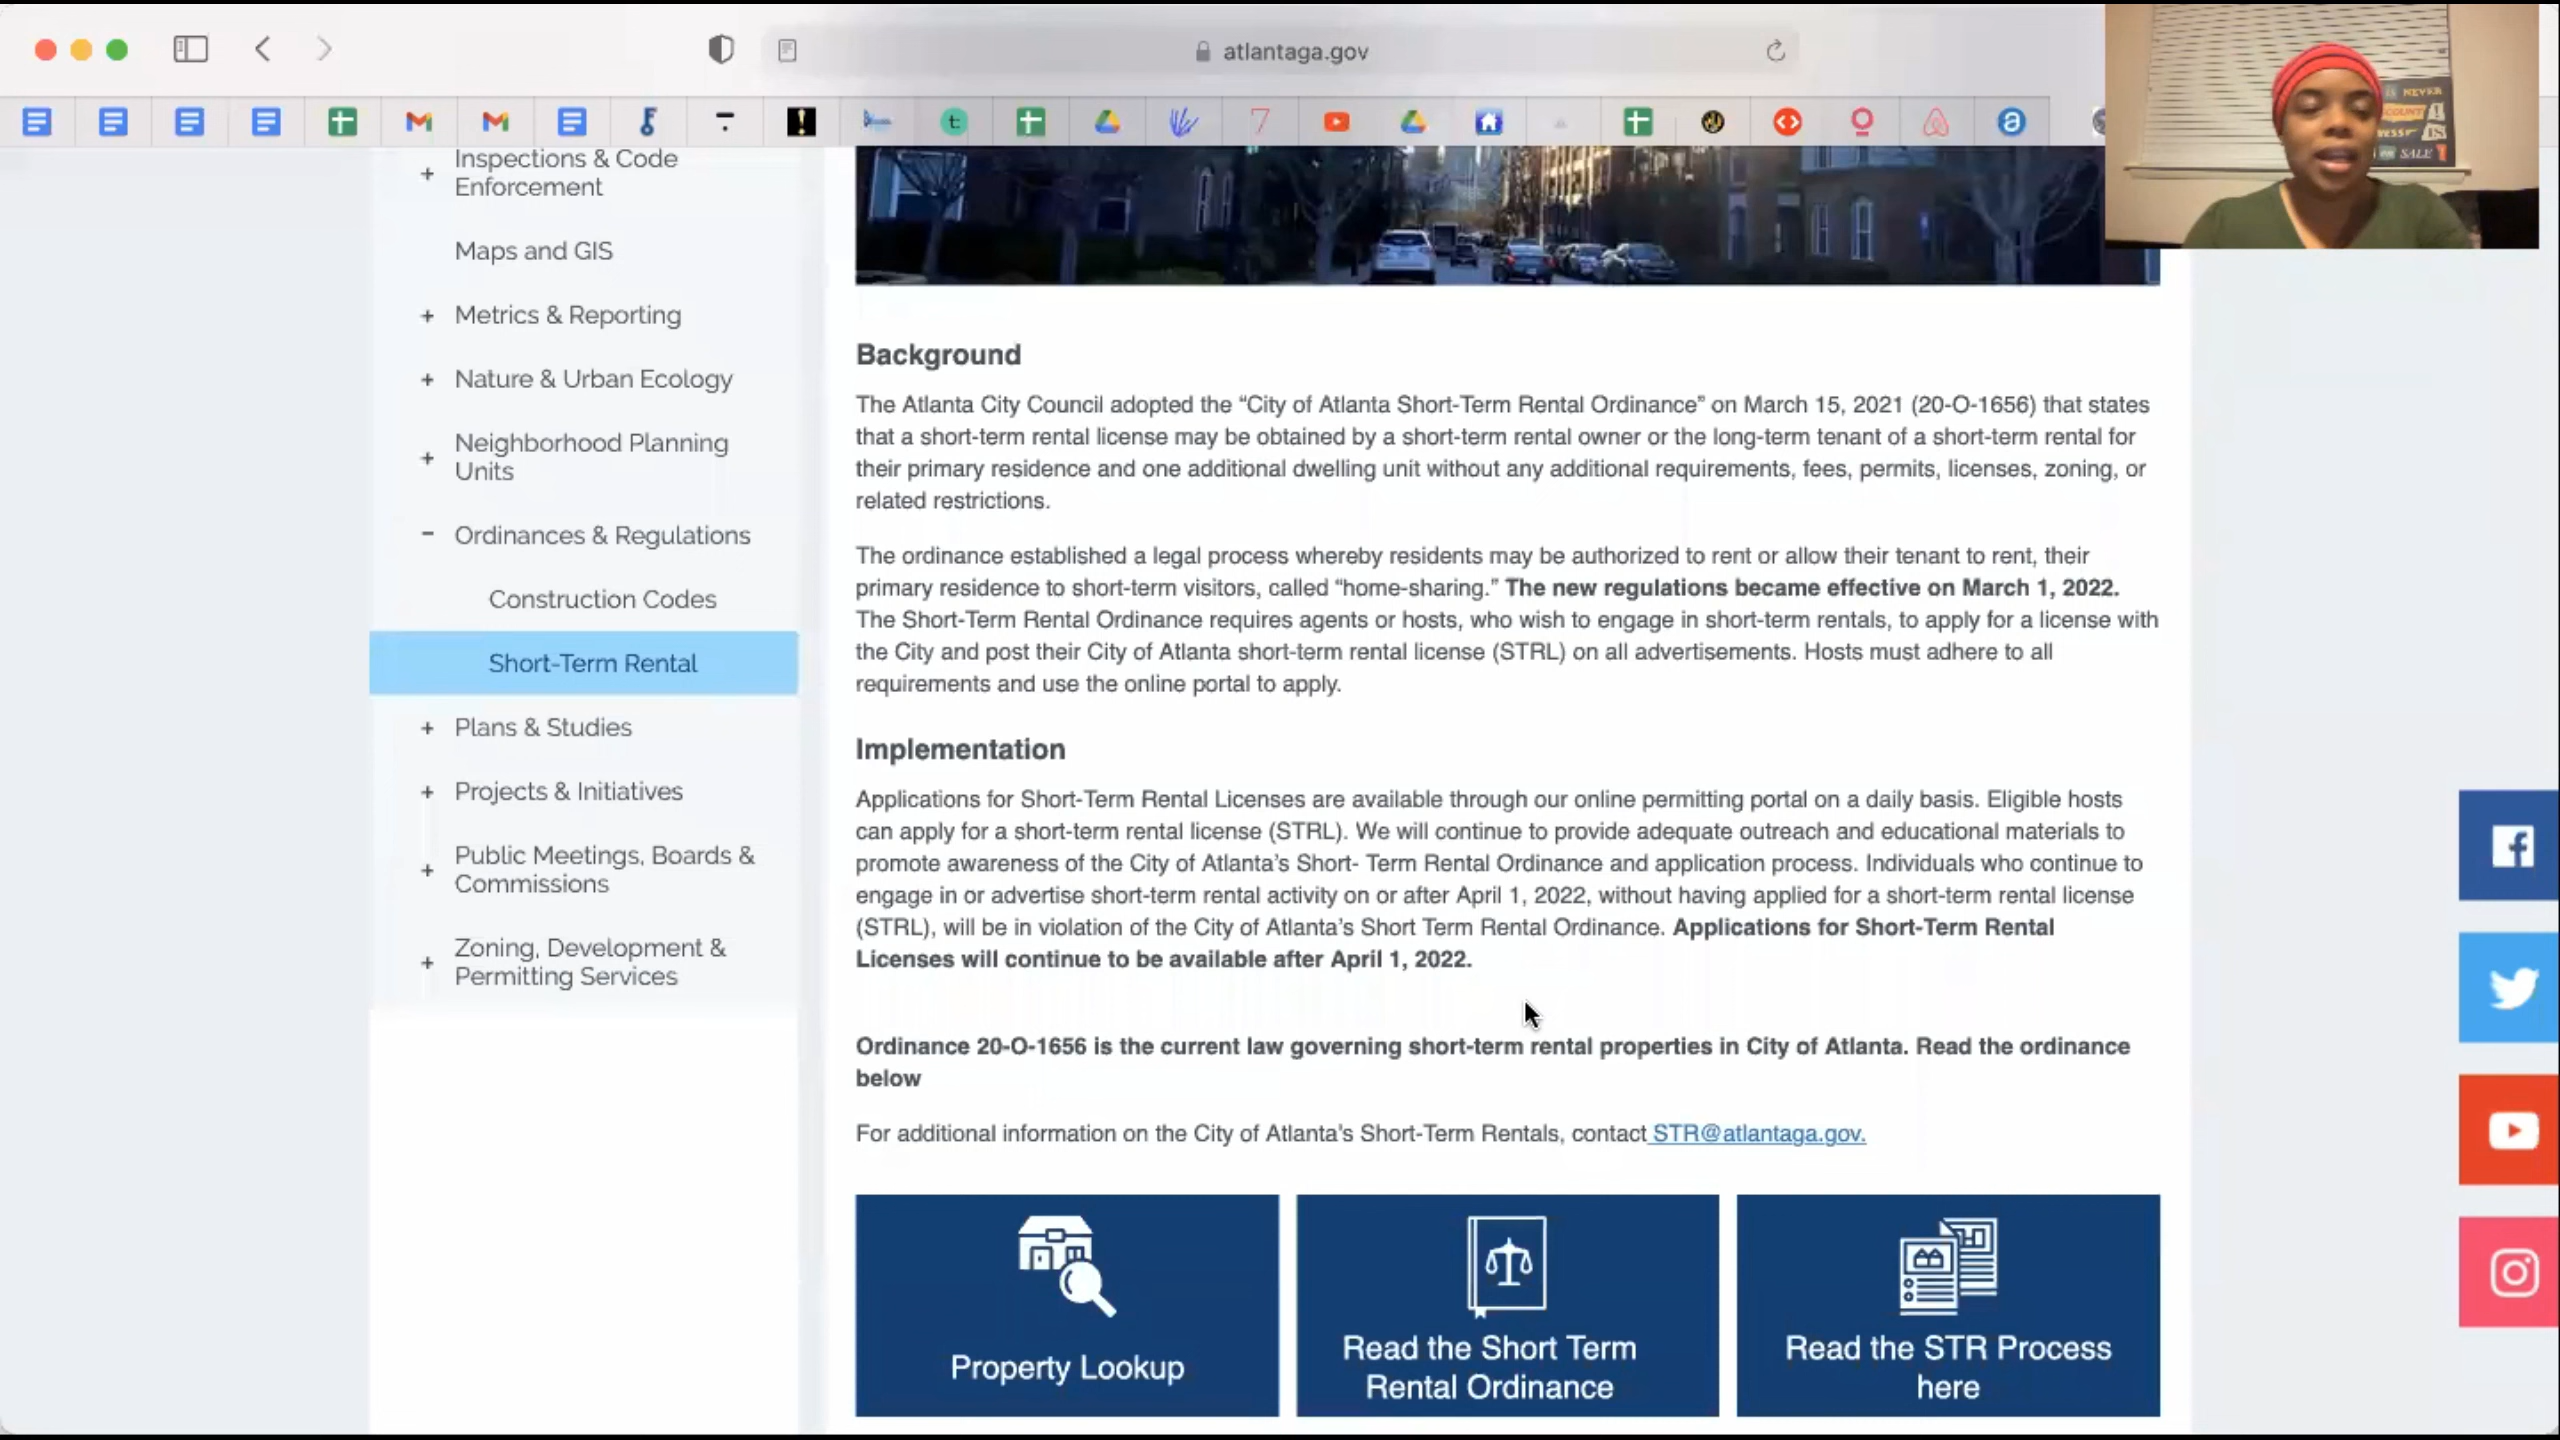 atlantaga.gov
IS NEVER
COUNT
SALE
Inspections & Code
Enforcement
Maps and GIS
+ Metrics & Reporting
+ Nature & Urban Ecology
+ Neighborhood Planning
Units
- Ordinances & Regulations
Construction Codes
Short-Term Rental
+ Plans & Studies
+ Projects & Initiatives
+ Public Meetings, Boards &
Commissions
+ Zoning, Development &
Permitting Services
Background
The Atlanta City Council adopted the “City of Atlanta Short-Term Rental Ordinance” on March 15, 2021 (20-O-1656) that states
that a short-term rental license may be obtained by a short-term rental owner or the long-term tenant of a short-term rental for
their primary residence and one additional dwelling unit without any additional requirements, fees, permits, licenses, zoning, or
related restrictions.
The ordinance established a legal process whereby residents may be authorized to rent or allow their tenant to rent, their
primary residence to short-term visitors, called “home-sharing.” The new regulations became effective on March 1, 2022.
The Short-Term Rental Ordinance requires agents or hosts, who wish to engage in short-term rentals, to apply for a license with
the City and post their City of Atlanta short-term rental license (STRL) on all advertisements. Hosts must adhere to all
requirements and use the online portal to apply.
Implementation
Applications for Short-Term Rental Licenses are available through our online permitting portal on a daily basis. Eligible hosts
can apply for a short-term rental license (STRL). We will continue to provide adequate outreach and educational materials to
promote awareness of the City of Atlanta’s Short- Term Rental Ordinance and application process. Individuals who continue to
engage in or advertise short-term rental activity on or after April 1, 2022, without having applied for a short-term rental license
(STRL), will be in violation of the City of Atlanta’s Short Term Rental Ordinance. Applications for Short-Term Rental
Licenses will continue to be available after April 1, 2022.
Ordinance 20-O-1656 is the current law governing short-term rental properties in City of Atlanta. Read the ordinance
below
For additional information on the City of Atlanta's Short-Term Rentals, contact STR@atlantaga.gov.
Property Lookup
Read the Short Term
Rental Ordinance
Read the STR Process
here